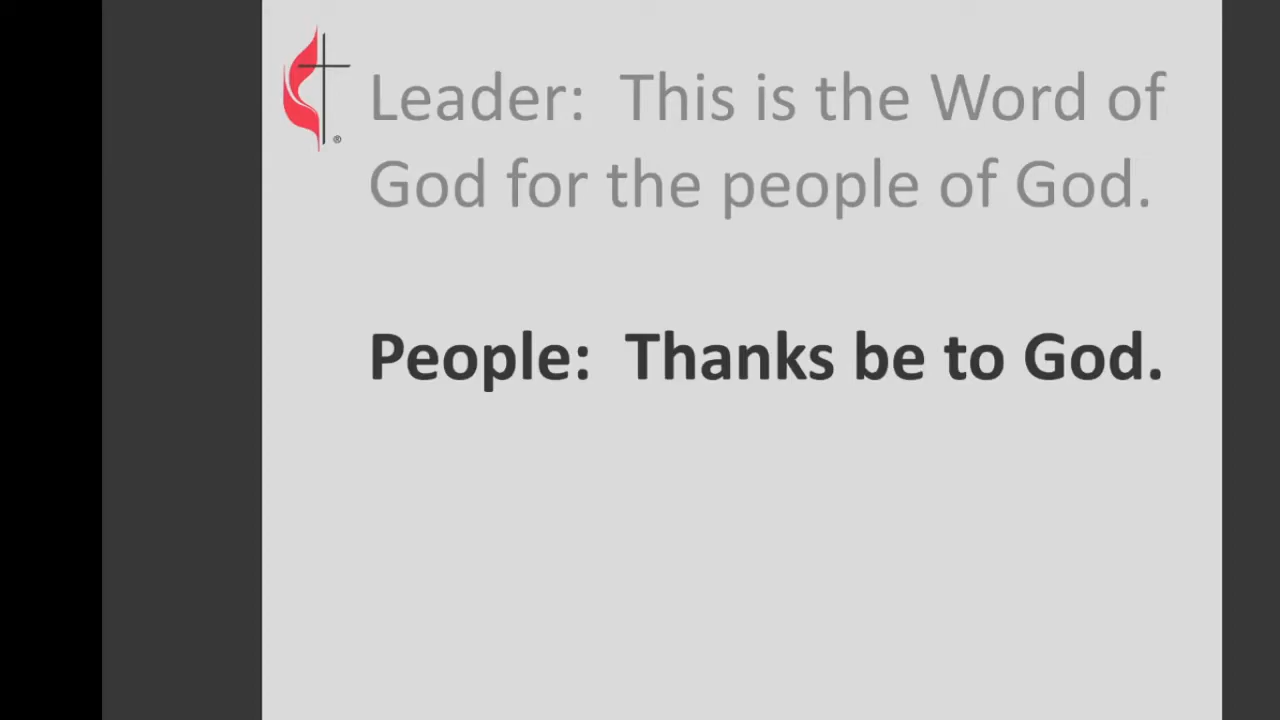 Leader:  This is the Word of
God for the people of God.
People:  Thanks be to God.
®